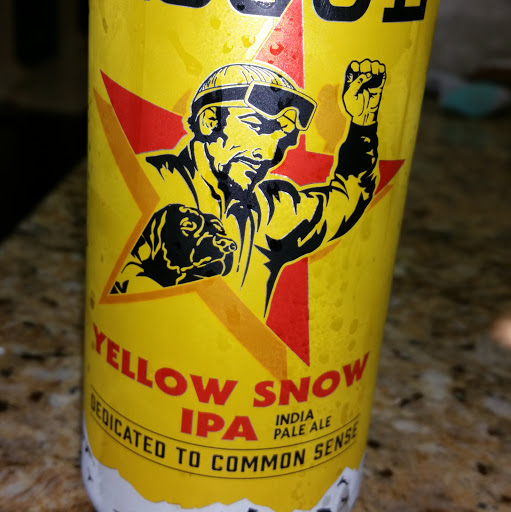 YELLOW SNOW
IPA INDIA
PALE ALE
DEDICATED TO COMMON SENSE